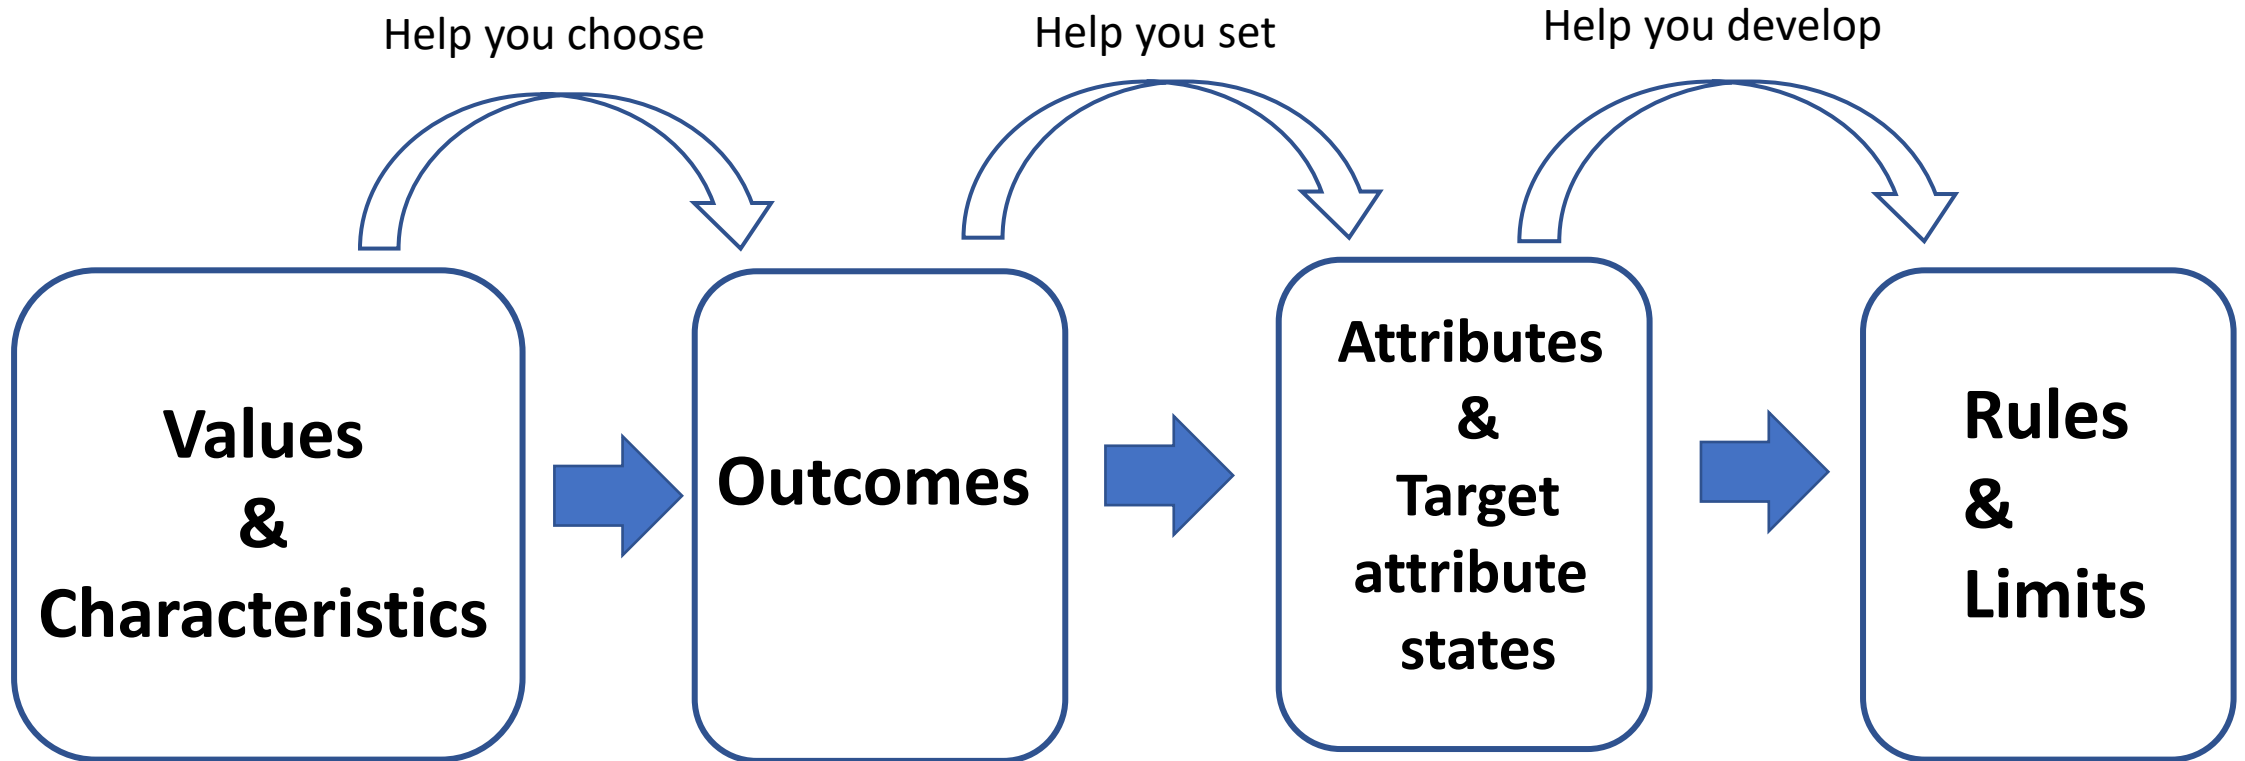 Help you choose
Help you set
Help you develop
Values
&
Characteristics
Outcomes
Attributes
&
Target
attribute
states
Rules
&
Limits